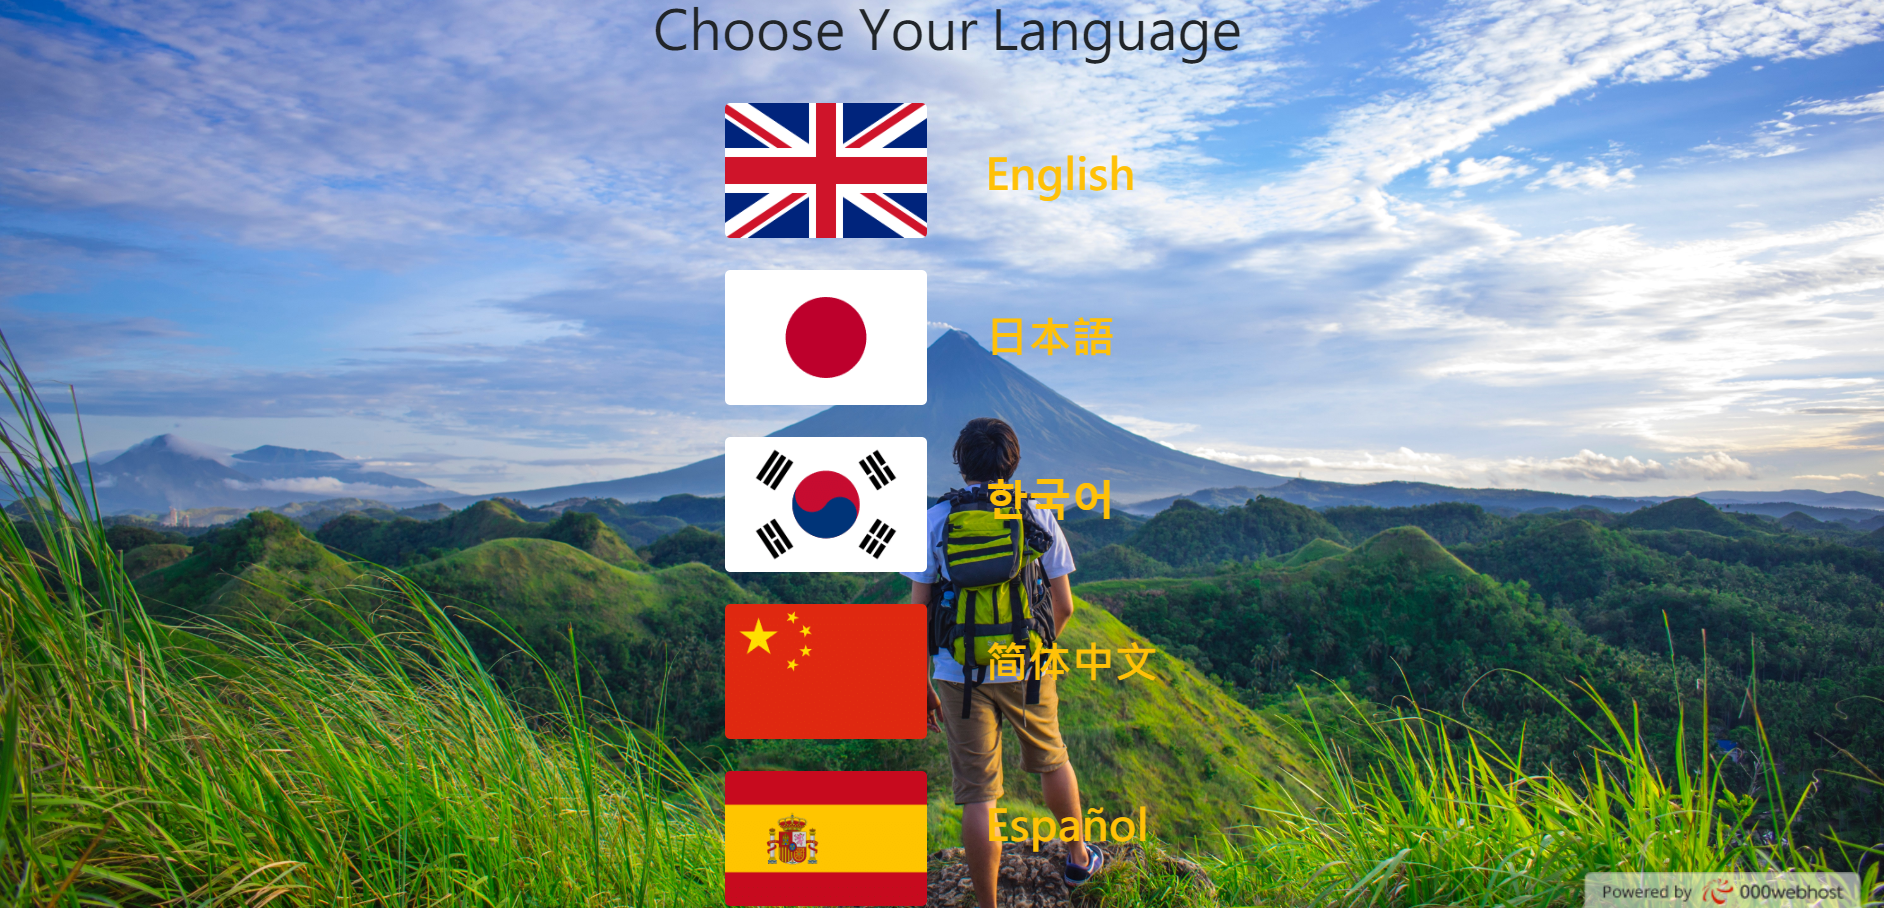 Choose Your Language
English
日本語
한국어
简体中文
Español
Powered by 000webhost